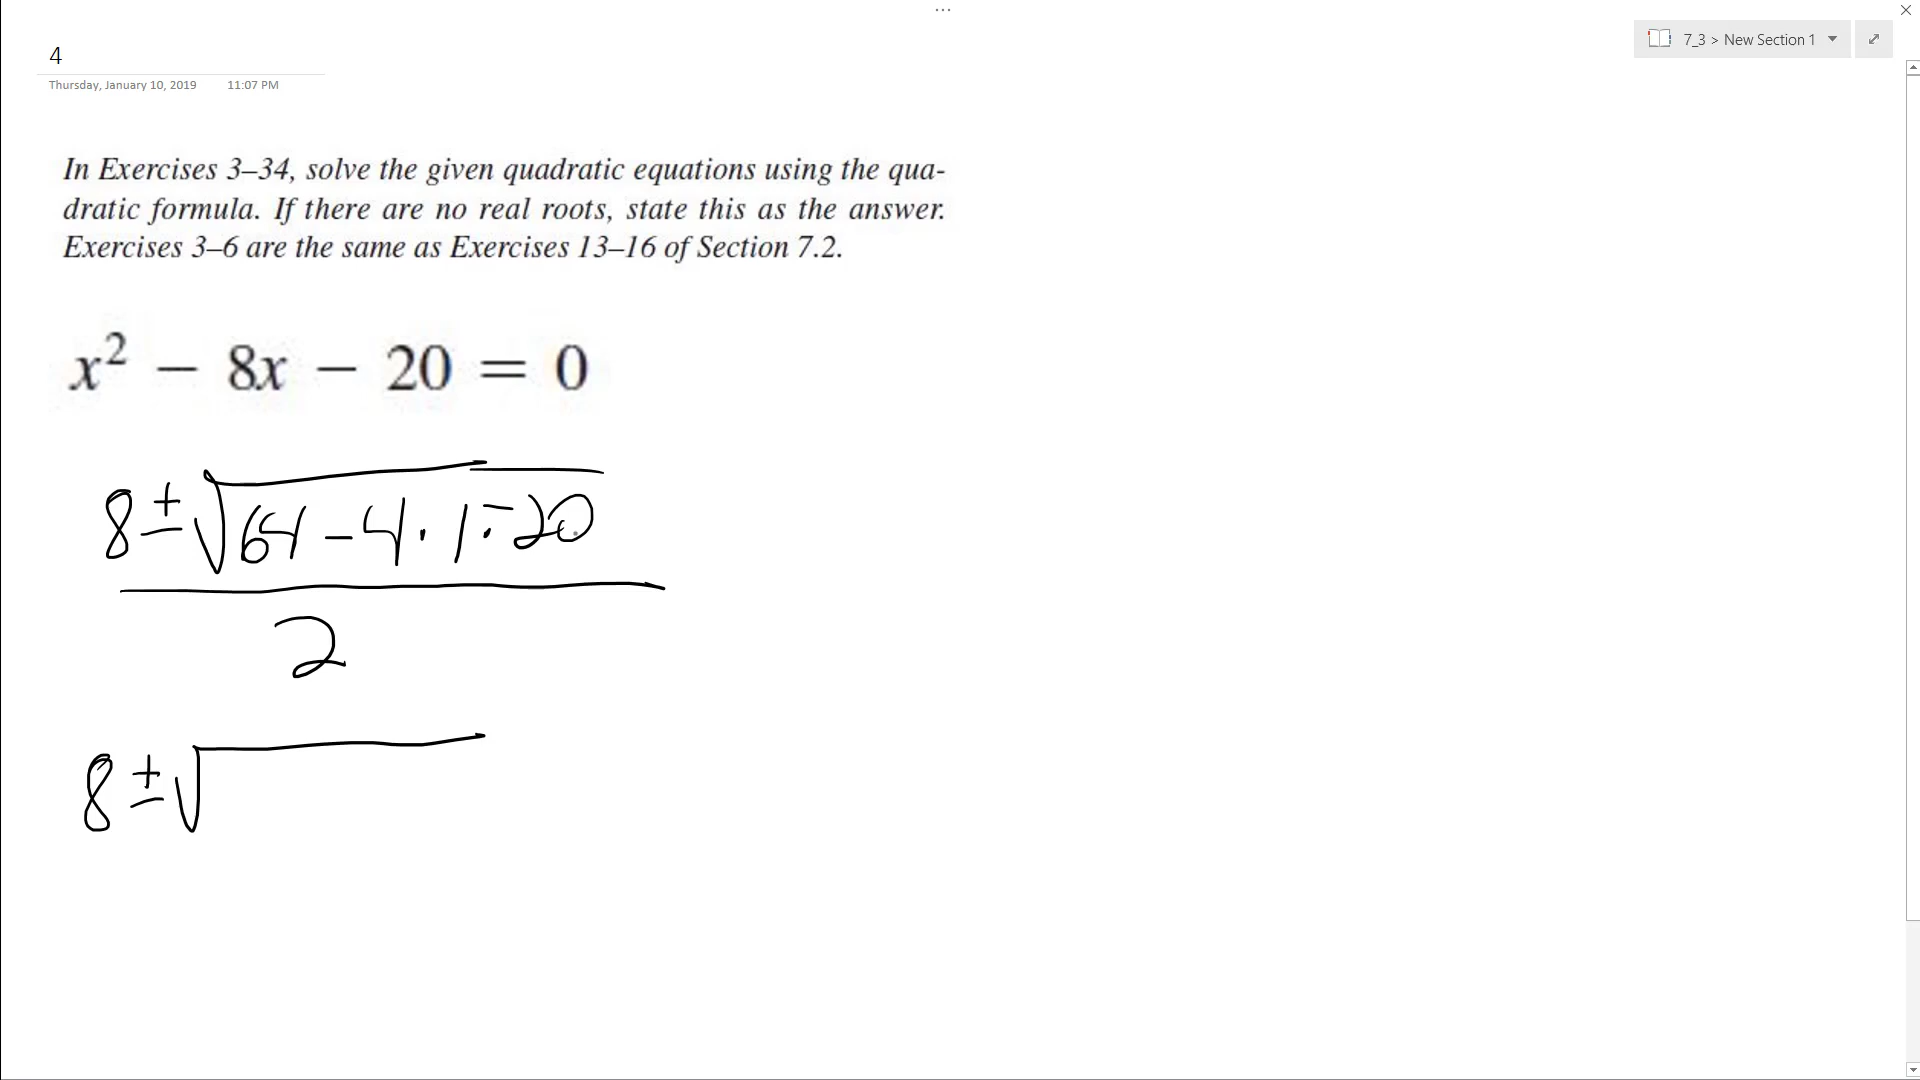 ...
7_3 > New Section 1
4
Thursday, January 10, 2019 11:07 PM
In Exercises 3–34, solve the given quadratic equations using the qua-
dratic formula. If there are no real roots, state this as the answer.
Exercises 3–6 are the same as Exercises 13–16 of Section 7.2.
x² − 8x − 20 = 0
8 ± √64 − 4 · 1 · −20
2
8 ± √